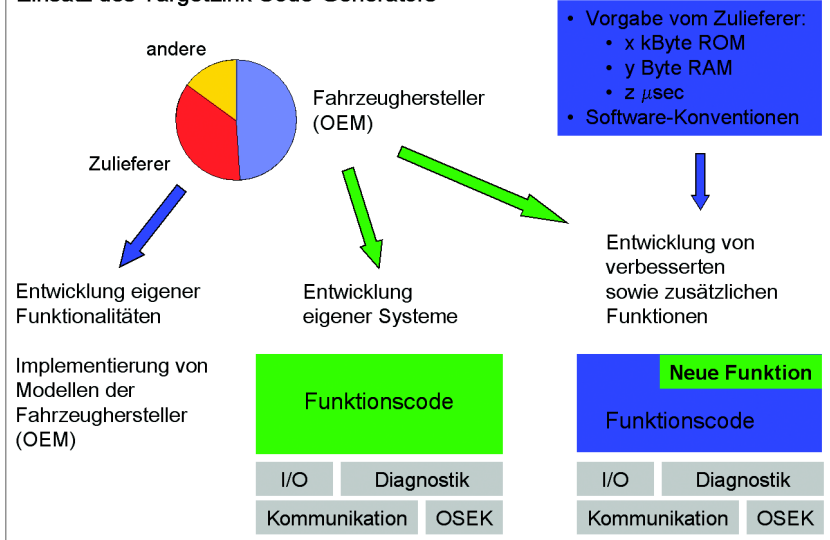 Einsatz des TargetLink Code-Generators
andere
Fahrzeughersteller
(OEM)
Zulieferer
• Vorgabe vom Zulieferer:
• x kByte ROM
• y Byte RAM
• z μsec
• Software-Konventionen
Entwicklung eigener
Funktionalitäten
Implementierung von
Modellen der
Fahrzeughersteller
(OEM)
Entwicklung
eigener Systeme
Funktionscode
I/O
Diagnostik
Kommunikation
OSEK
Entwicklung von
verbesserten
sowie zusätzlichen
Funktionen
Neue Funktion
Funktionscode
I/O
Diagnostik
Kommunikation
OSEK